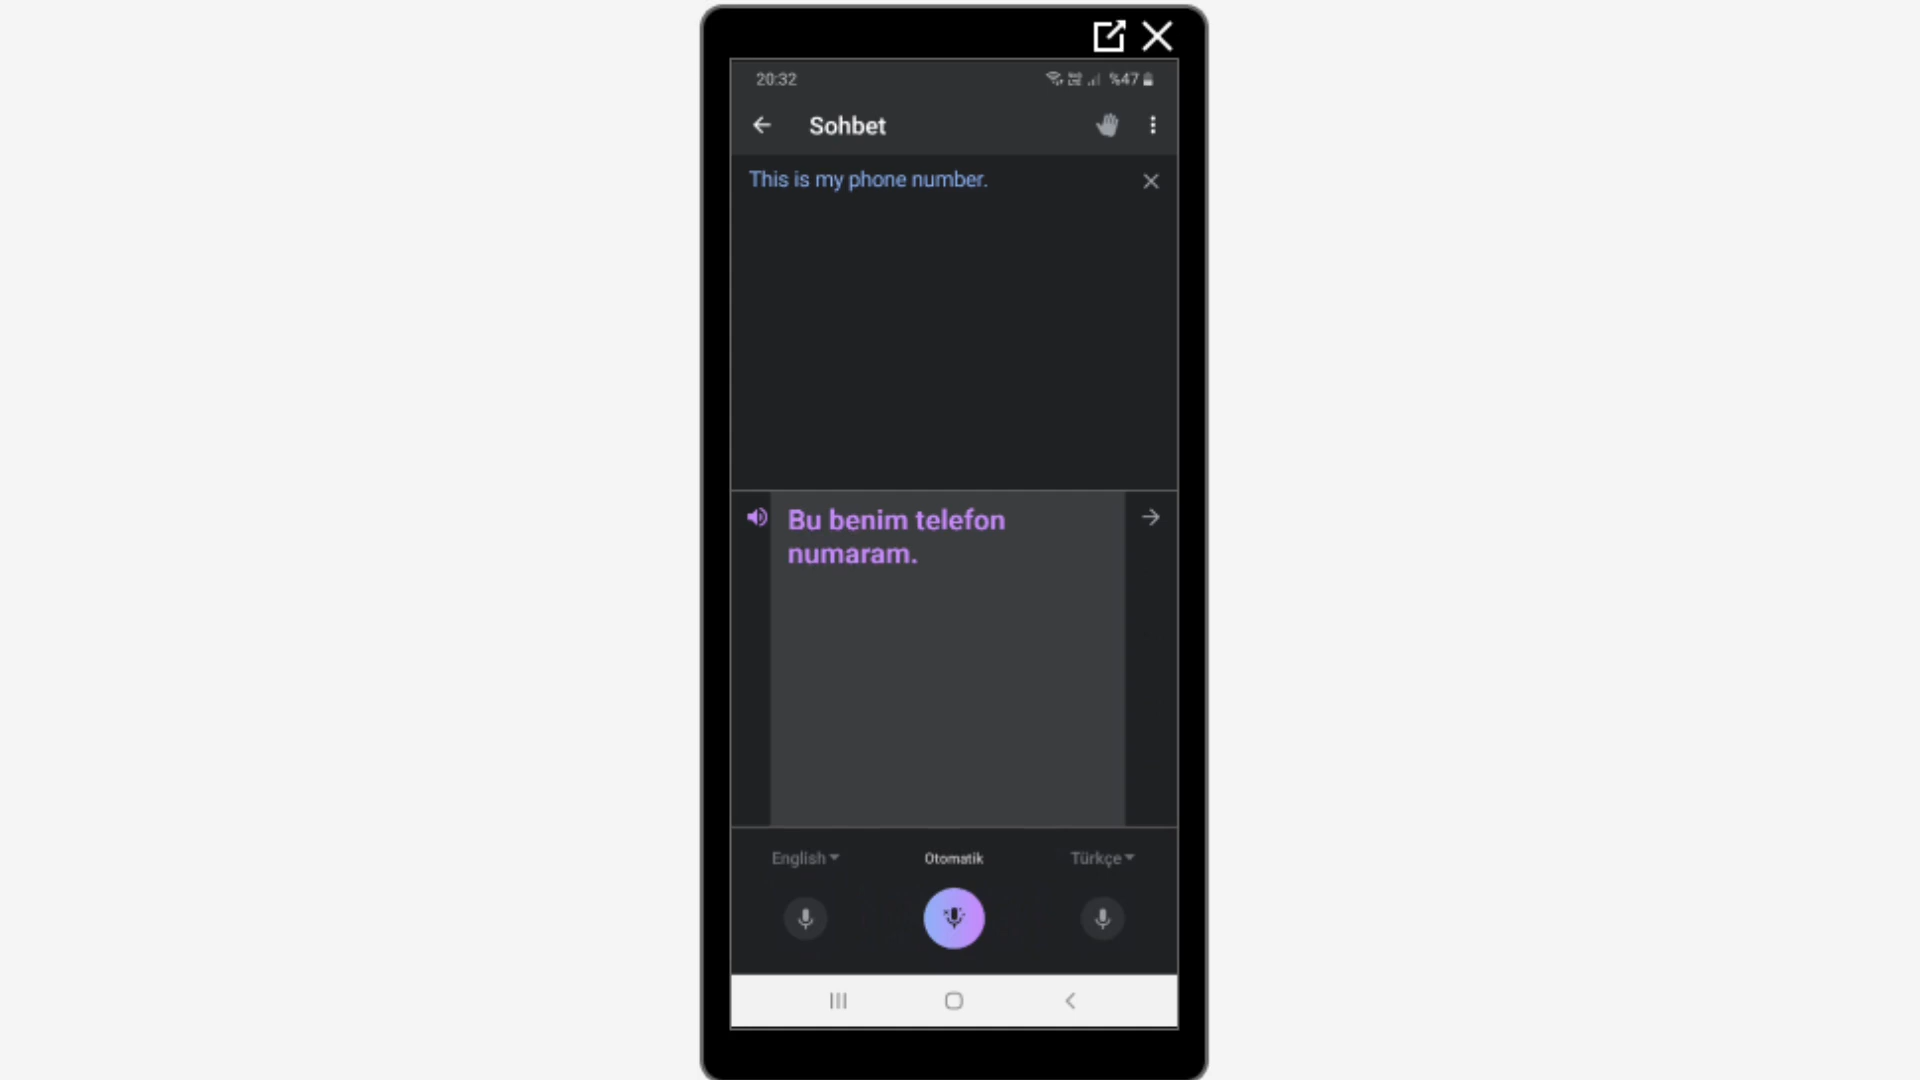 20:32
%47
Sohbet
This is my phone number.
Bu benim telefon
numaram.
English
Otomatik
Türkçe